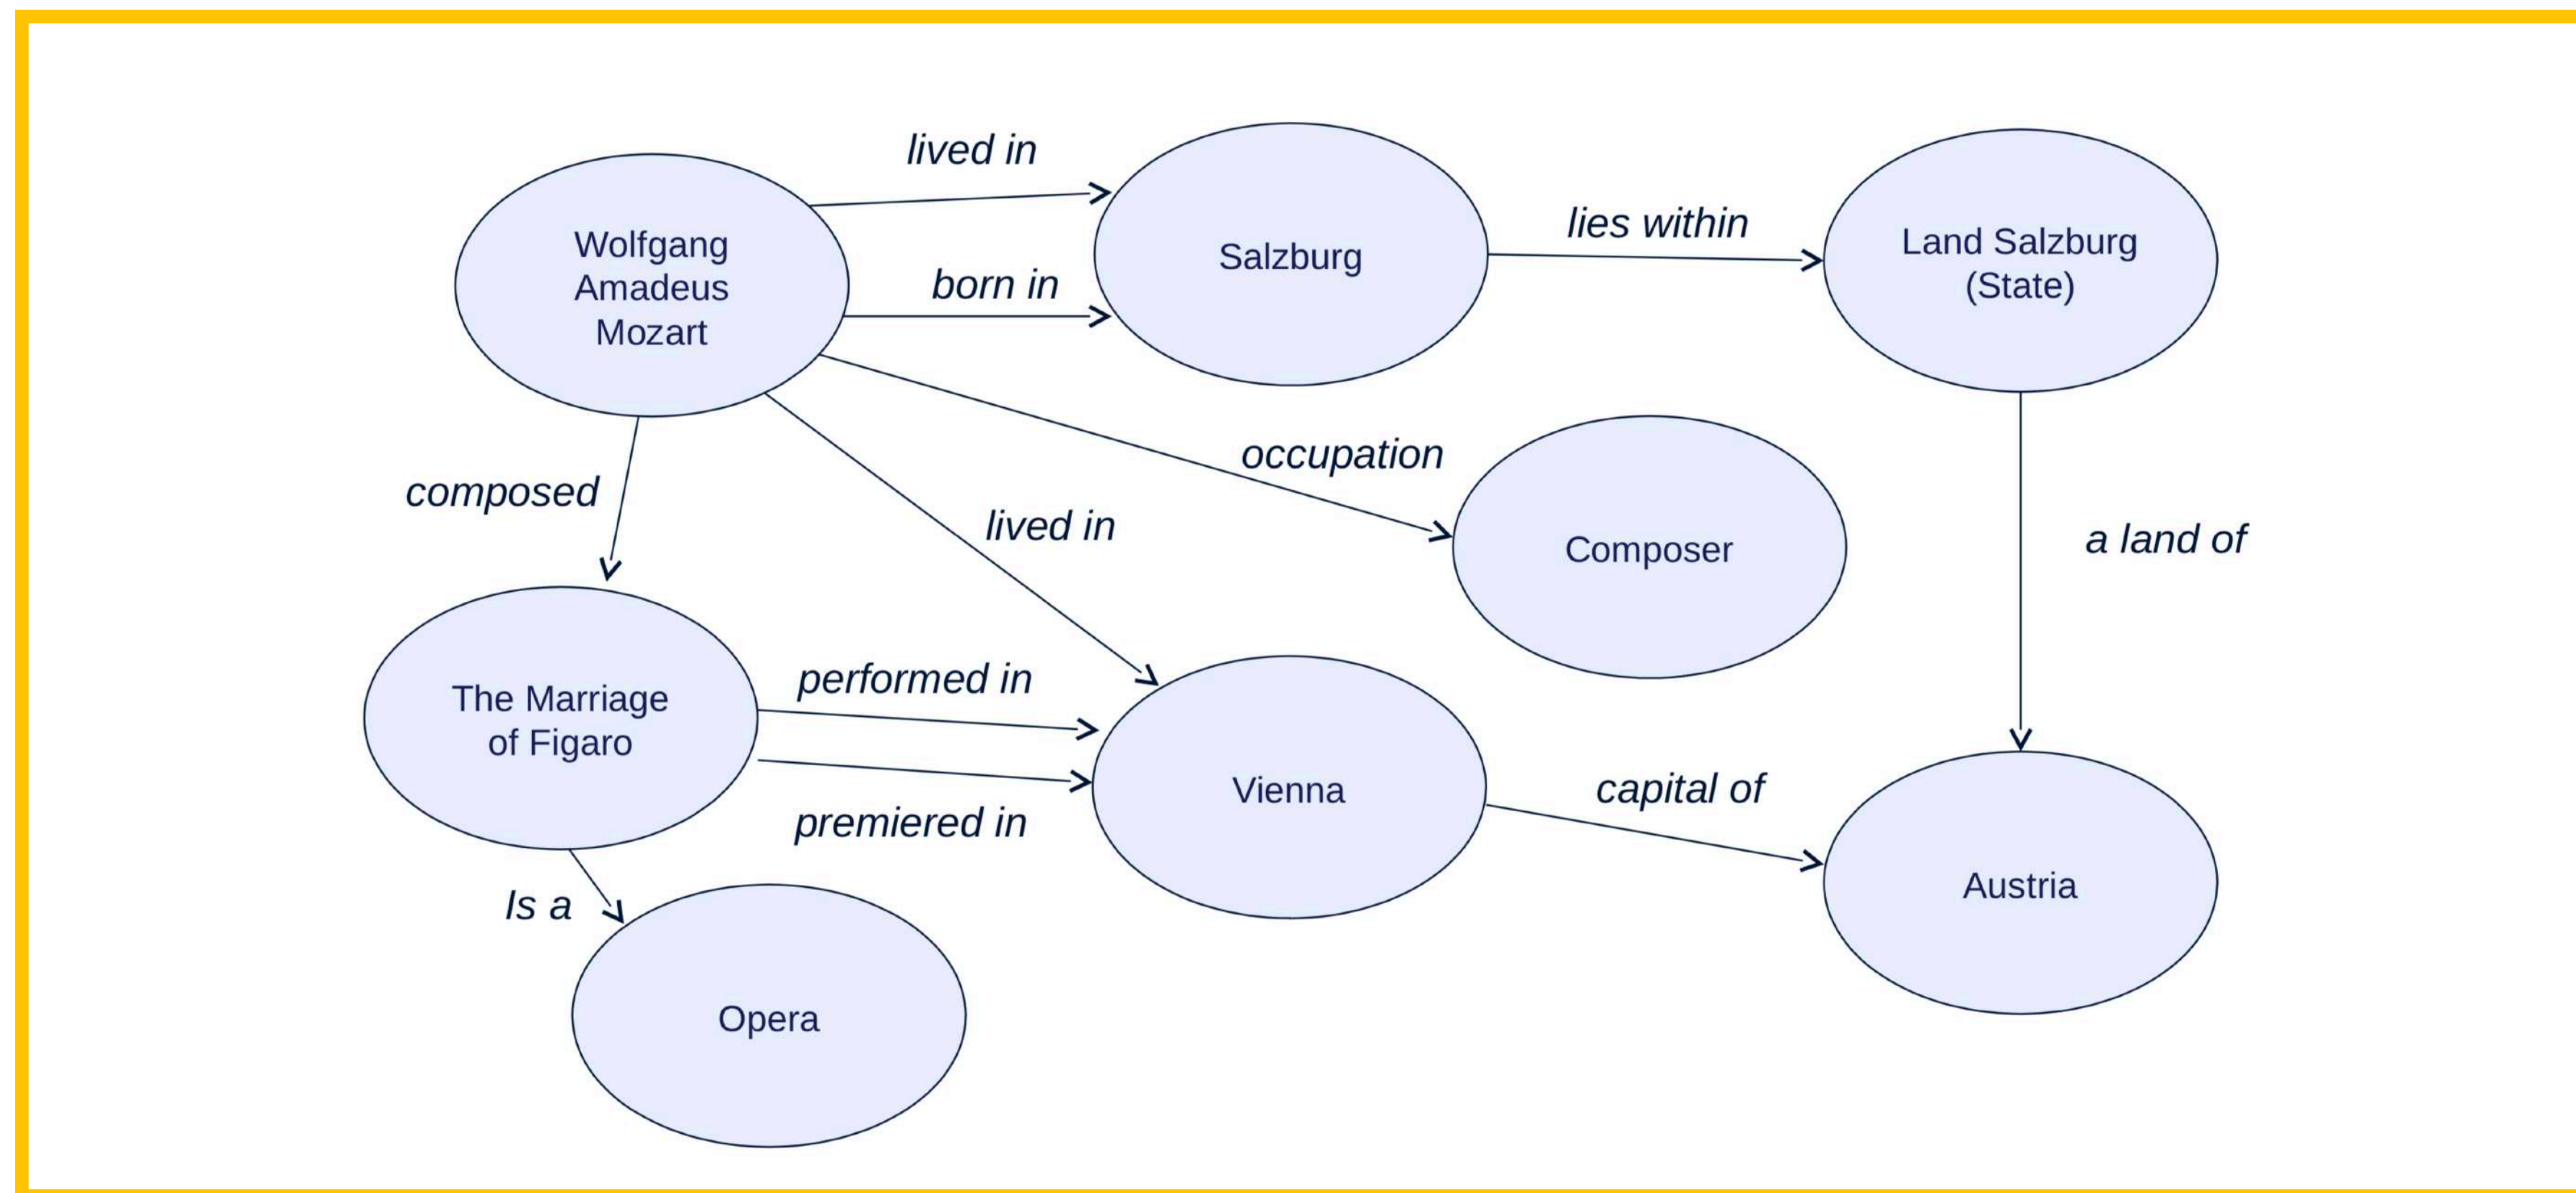 lived in
Wolfgang
Amadeus
Mozart
born in
Salzburg
lies within
Land Salzburg
(State)
composed
lived in
occupation
Composer
a land of
The Marriage
of Figaro
performed in
premiered in
Vienna
capital of
Austria
Is a
Opera